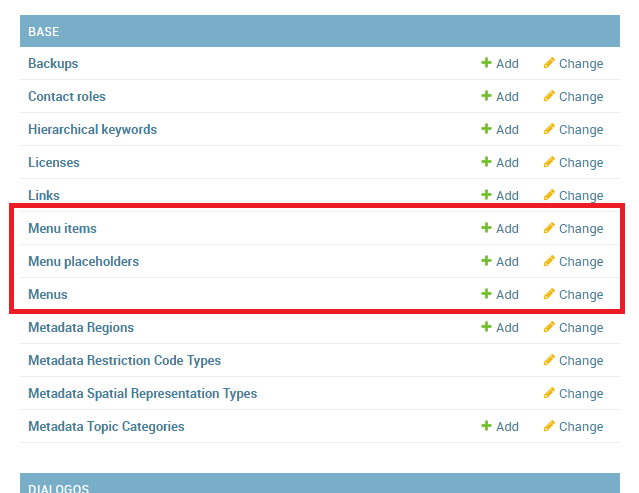 BASE
Backups Add Change
Contact roles Add Change
Hierarchical keywords Add Change
Licenses Add Change
Links Add Change
Menu items Add Change
Menu placeholders Add Change
Menus Add Change
Metadata Regions Add Change
Metadata Restriction Code Types Change
Metadata Spatial Representation Types Change
Metadata Topic Categories Add Change
DIALOGOS